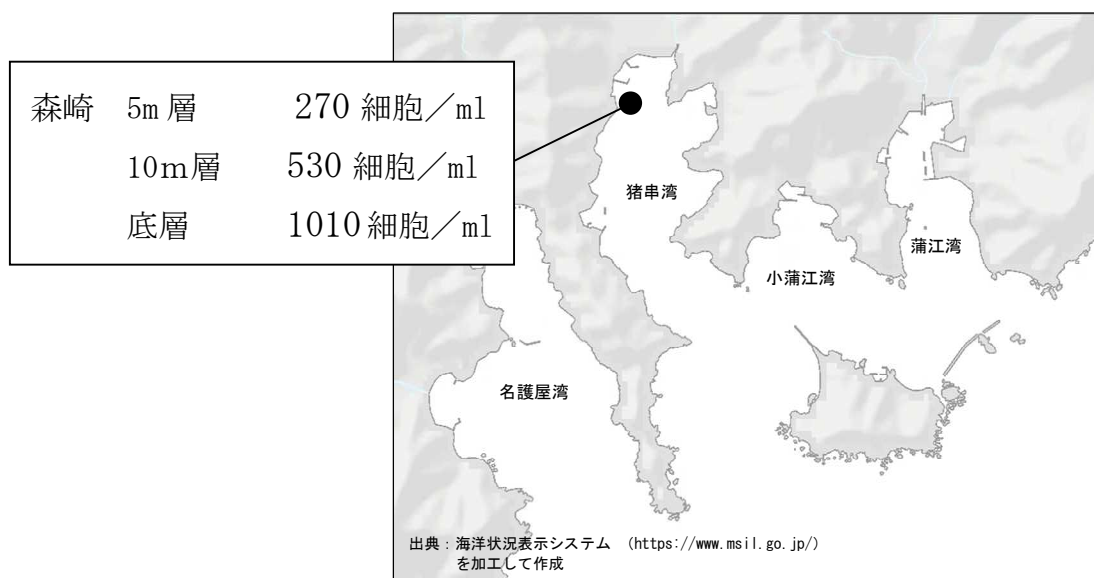 森崎 5m層 270細胞/ml
10m層 530細胞/ml
底層 1010細胞/ml
猪串湾
蒲江湾
小蒲江湾
名護屋湾
出典:海洋状況表示システム (https://www.msil.go.jp/)
を加工して作成